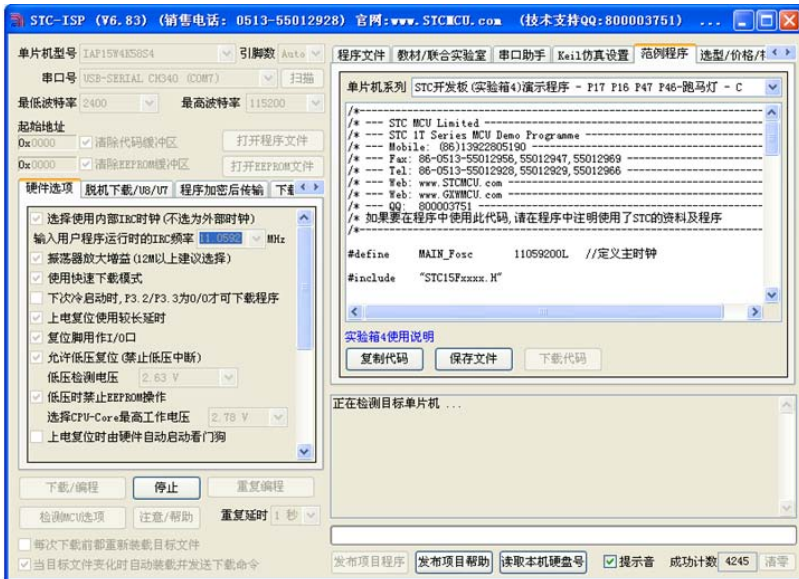 STC-ISP (V6.83) (销售电话: 0513-55012928) 官网:www.STCMCU.com (技术支持QQ:800003751) ...
单片机型号 IAP15W4K58S4 引脚数 Auto
串口号 USB-SERIAL CH340 (COM7) 扫描
最低波特率 2400 最高波特率 115200
起始地址
0x0000 清除代码缓冲区 打开程序文件
0x0000 清除EEPROM缓冲区 打开EEPROM文件
硬件选项 脱机下载/U8/U7 程序加密后传输
选择使用内部IRC时钟(不选为外部时钟)
输入用户程序运行时的IRC频率 11.0592 MHz
振荡器放大增益(12M以上建议选择)
使用快速下载模式
下次冷启动时,P3.2/P3.3为0/0才可下载程序
上电复位使用较长延时
复位脚用作I/O口
允许低压复位(禁止低压中断)
低压检测电压 2.63 V
低压时禁止EEPROM操作
选择CPU-Core最高工作电压 2.78 V
上电复位时由硬件自动启动看门狗
下载/编程 停止 重复编程
检测MCU选项 注意/帮助 重复延时 1 秒
每次下载前都重新装载目标文件
当目标文件变化时自动装载并发送下载命令
程序文件 教材/联合实验室 串口助手 Keil仿真设置 范例程序 选型/价格/
单片机系列 STC开发板(实验箱4)演示程序 - P17 P16 P47 P46-跑马灯 - C
/*---------------------------------------------------------------
/* --- STC MCU Limited ------------------------------------------
/* --- STC 1T Series MCU Demo Programme -------------------------
/* --- Mobile: (86)13922805190 ----------------------------------
/* --- Fax: 86-0513-55012956,55012947,55012969 ------------------
/* --- Tel: 86-0513-55012928,55012929,55012966 ------------------
/* --- Web: www.STCMCU.com --------------------------------------
/* --- Web: www.GXWMCU.com --------------------------------------
/* --- QQ: 800003751 --------------------------------------------
/* 如果要在程序中使用此代码,请在程序中注明使用了STC的资料及程序
/*---------------------------------------------------------------
#define MAIN_Fosc 11059200L //定义主时钟
#include "STC15Fxxxx.H"
实验箱4使用说明
复制代码 保存文件 下载代码
正在检测目标单片机 ...
发布项目程序 发布项目帮助 读取本机硬盘号 提示音 成功计数 4245 清零